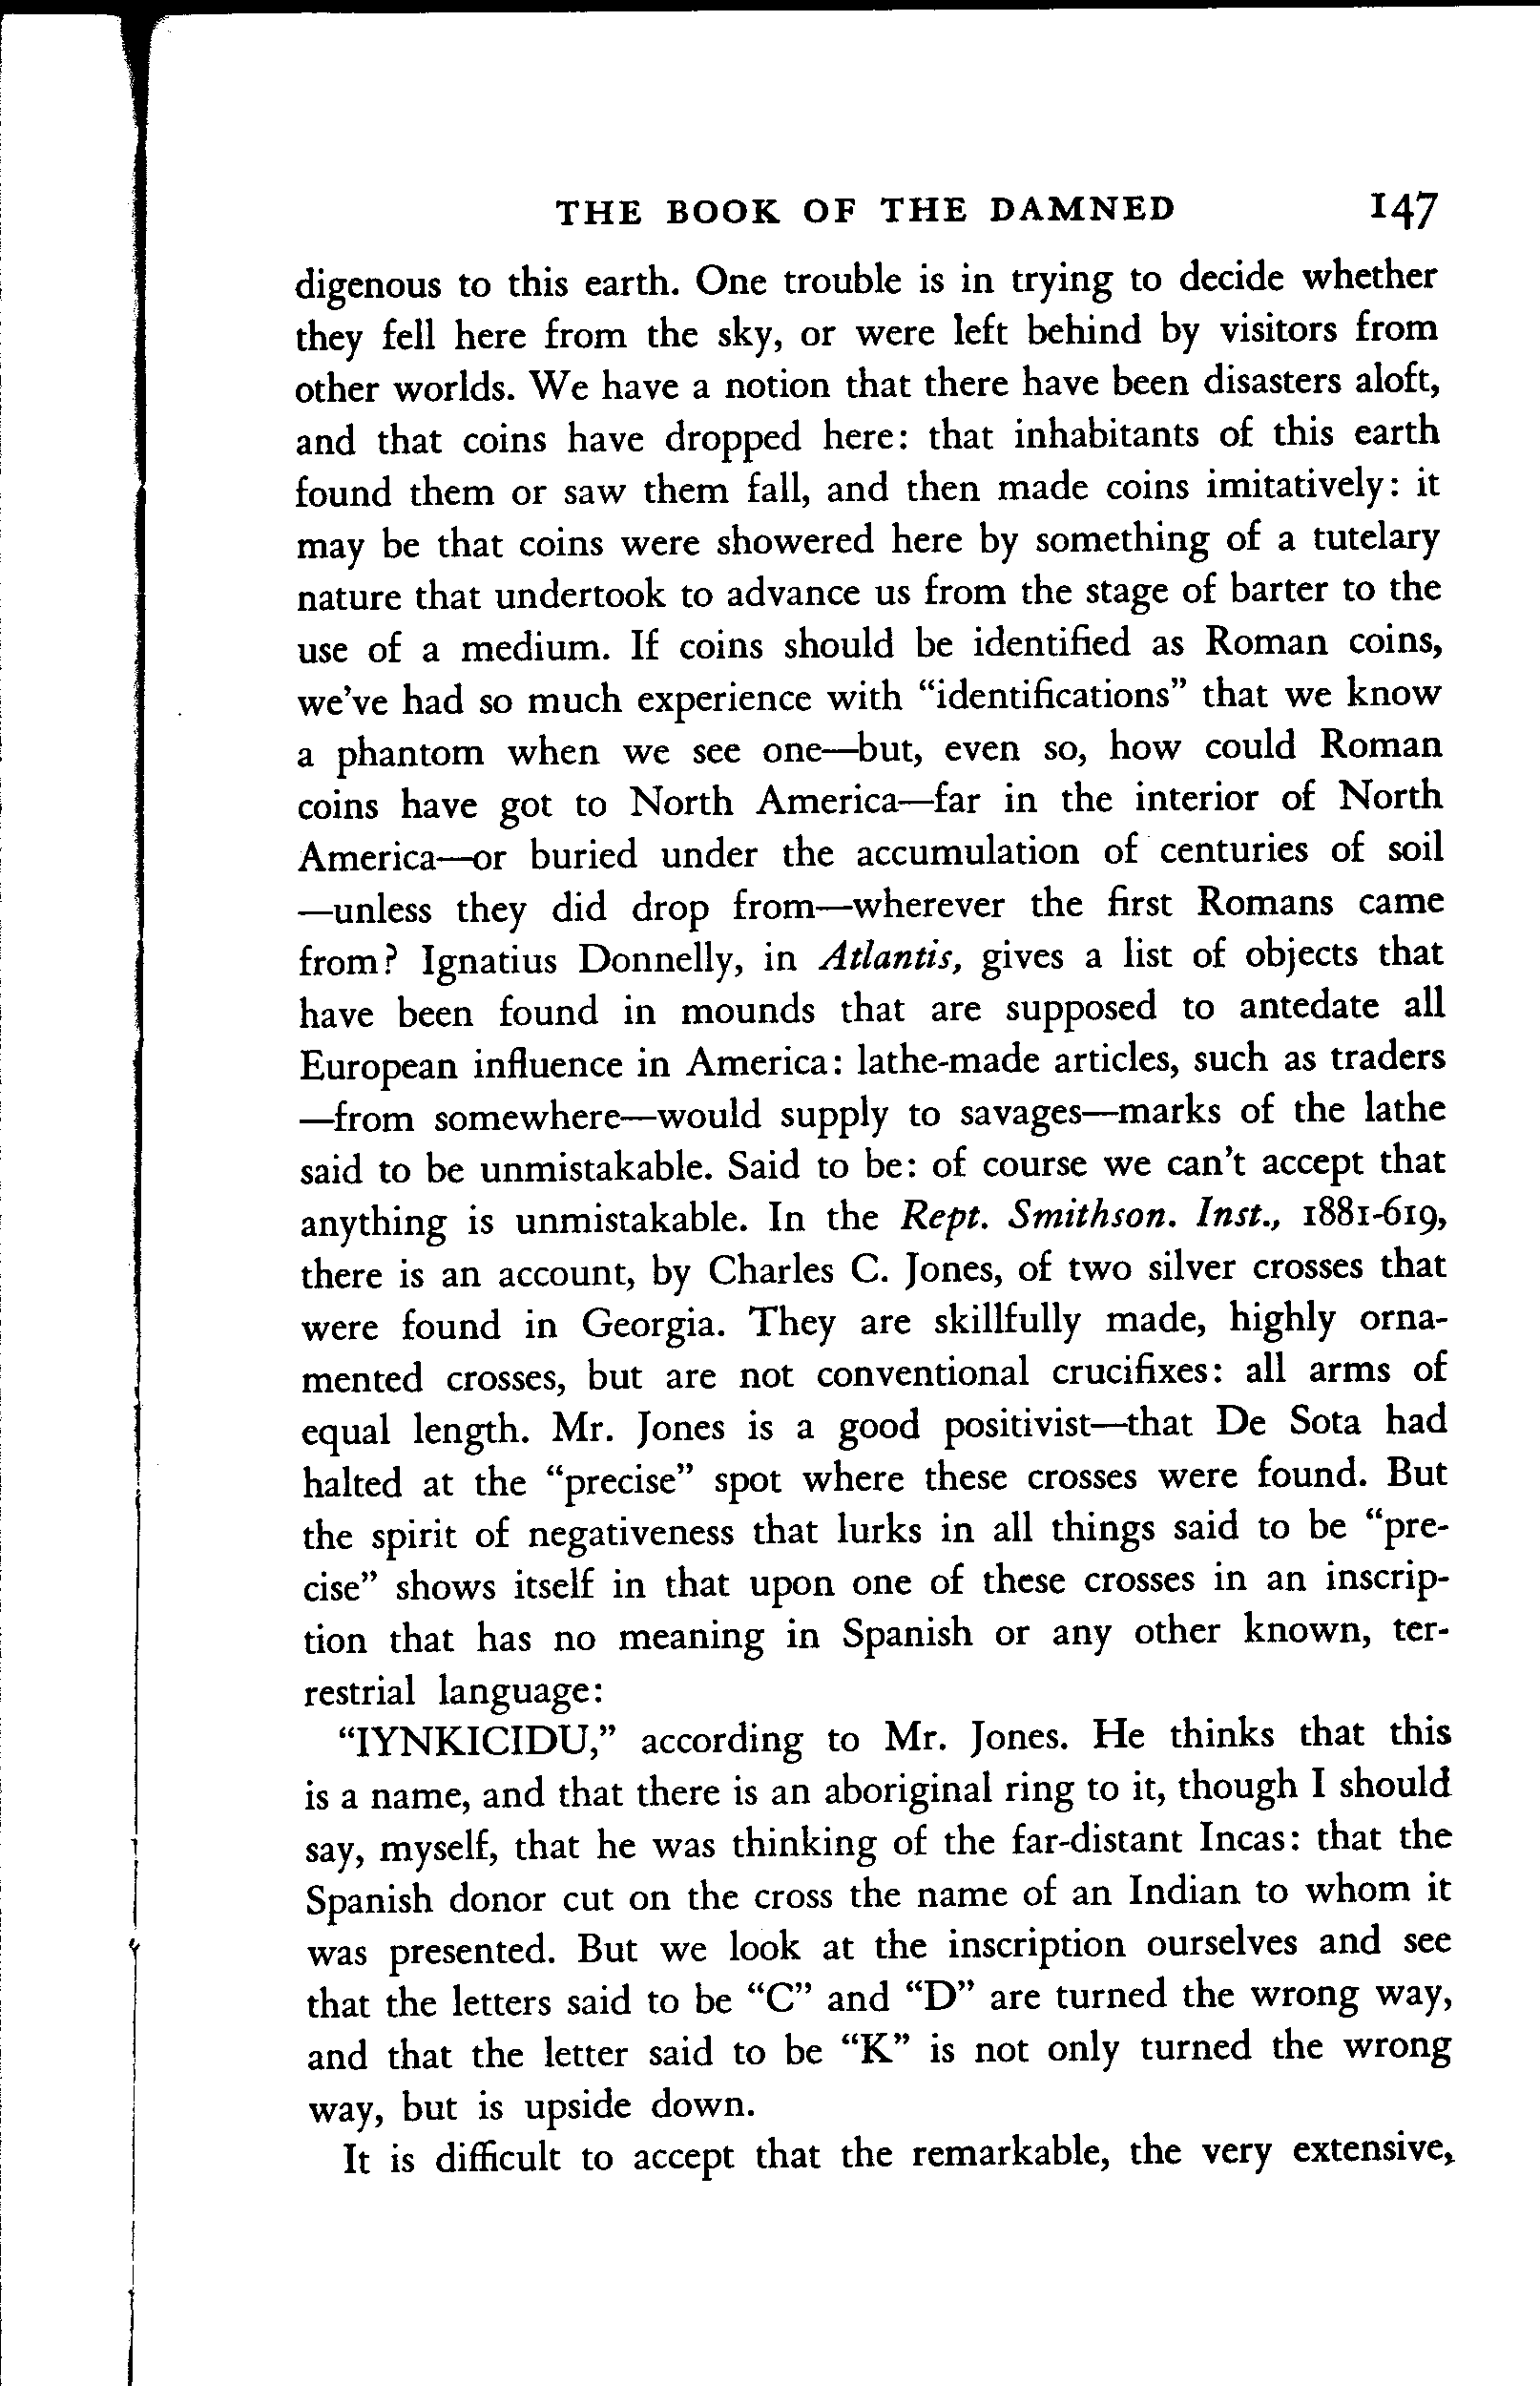 THE BOOK OF THE DAMNED 147
digenous to this earth. One trouble is in trying to decide whether
they fell here from the sky, or were left behind by visitors from
other worlds. We have a notion that there have been disasters aloft,
and that coins have dropped here: that inhabitants of this earth
found them or saw them fall, and then made coins imitatively: it
may be that coins were showered here by something of a tutelary
nature that undertook to advance us from the stage of barter to the
use of a medium. If coins should be identified as Roman coins,
we've had so much experience with "identifications" that we know
a phantom when we see one—but, even so, how could Roman
coins have got to North America—far in the interior of North
America—or buried under the accumulation of centuries of soil
—unless they did drop from—wherever the first Romans came
from? Ignatius Donnelly, in Atlantis, gives a list of objects that
have been found in mounds that are supposed to antedate all
European influence in America: lathe-made articles, such as traders
—from somewhere—would supply to savages—marks of the lathe
said to be unmistakable. Said to be: of course we can't accept that
anything is unmistakable. In the Rept. Smithson. Inst., 1881-619,
there is an account, by Charles C. Jones, of two silver crosses that
were found in Georgia. They are skillfully made, highly orna-
mented crosses, but are not conventional crucifixes: all arms of
equal length. Mr. Jones is a good positivist—that De Sota had
halted at the "precise" spot where these crosses were found. But
the spirit of negativeness that lurks in all things said to be "pre-
cise" shows itself in that upon one of these crosses in an inscrip-
tion that has no meaning in Spanish or any other known, ter-
restrial language:
"IYNKICIDU," according to Mr. Jones. He thinks that this
is a name, and that there is an aboriginal ring to it, though I should
say, myself, that he was thinking of the far-distant Incas: that the
Spanish donor cut on the cross the name of an Indian to whom it
was presented. But we look at the inscription ourselves and see
that the letters said to be "C" and "D" are turned the wrong way,
and that the letter said to be "K" is not only turned the wrong
way, but is upside down.
It is difficult to accept that the remarkable, the very extensive,